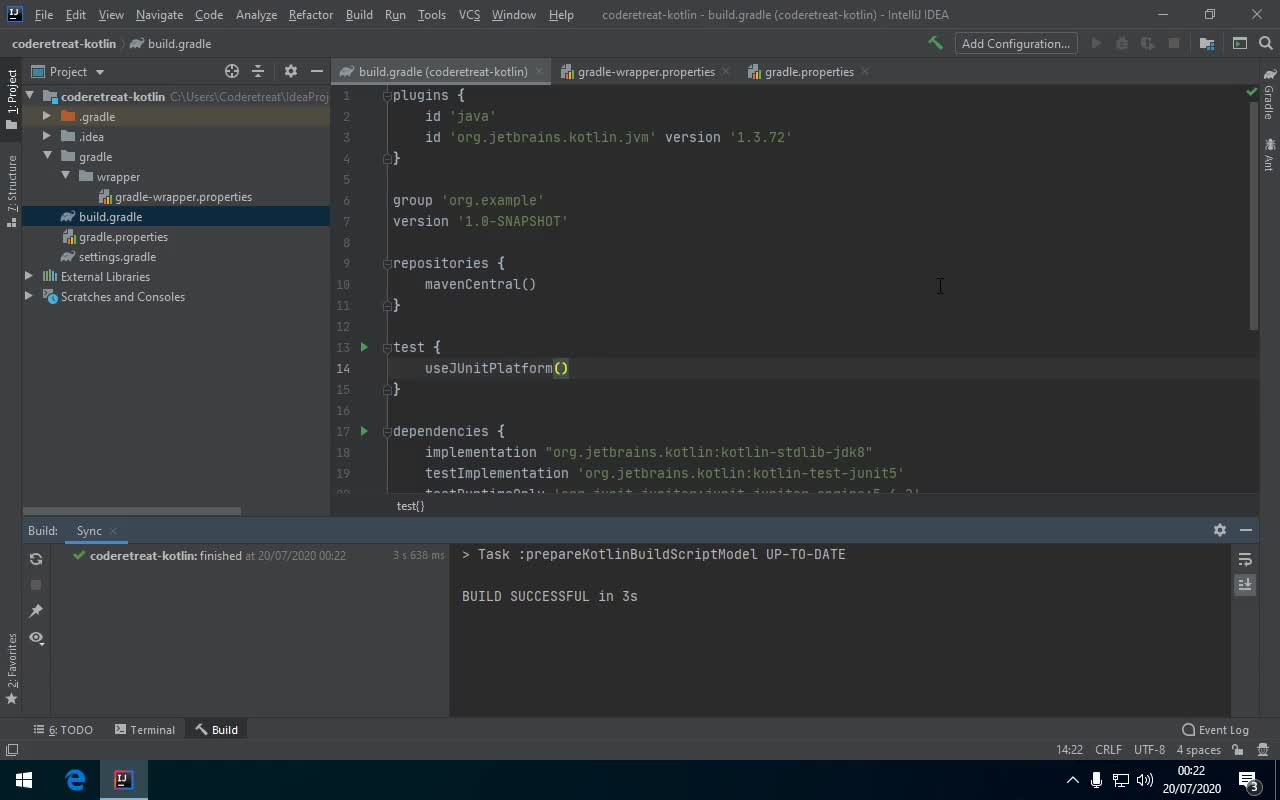 File Edit View Navigate Code Analyze Refactor Build Run Tools VCS Window Help coderetreat-kotlin - build.gradle (coderetreat-kotlin) - IntelliJ IDEA
coderetreat-kotlin build.gradle Add Configuration...
1: Project
7: Structure
2: Favorites
Project
coderetreat-kotlin C:\Users\Coderetreat\IdeaProj
.gradle
.idea
gradle
wrapper
gradle-wrapper.properties
build.gradle
gradle.properties
settings.gradle
External Libraries
Scratches and Consoles
build.gradle (coderetreat-kotlin) gradle-wrapper.properties gradle.properties
1 plugins {
2 id 'java'
3 id 'org.jetbrains.kotlin.jvm' version '1.3.72'
4 }
5
6 group 'org.example'
7 version '1.0-SNAPSHOT'
8
9 repositories {
10 mavenCentral()
11 }
12
13 test {
14 useJUnitPlatform()
15 }
16
17 dependencies {
18 implementation "org.jetbrains.kotlin:kotlin-stdlib-jdk8"
19 testImplementation 'org.jetbrains.kotlin:kotlin-test-junit5'
test{}
Gradle
Ant
Build: Sync
coderetreat-kotlin: finished at 20/07/2020 00:22 3 s 638 ms
> Task :prepareKotlinBuildScriptModel UP-TO-DATE
BUILD SUCCESSFUL in 3s
6: TODO Terminal Build Event Log
14:22 CRLF UTF-8 4 spaces
00:22
20/07/2020
3